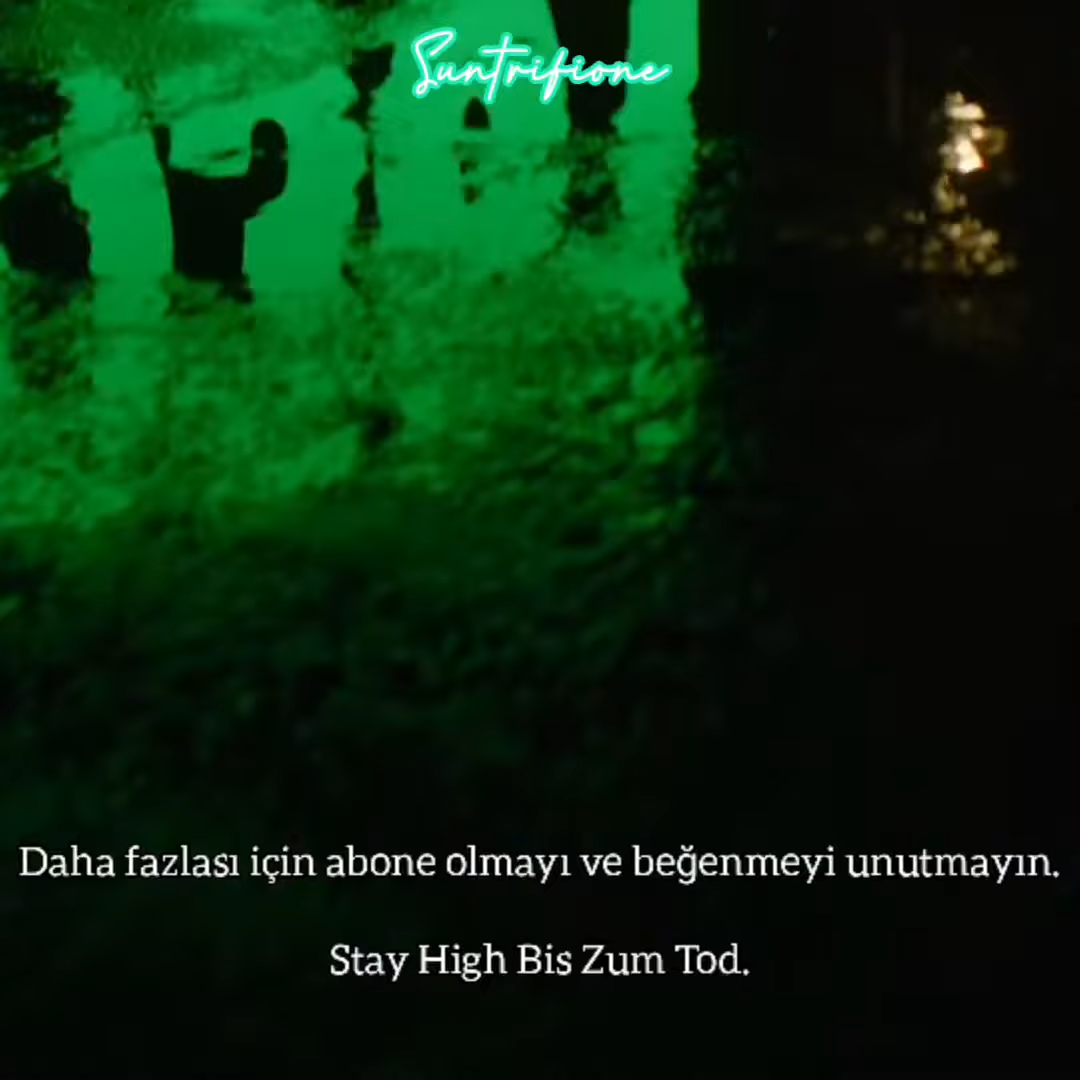 Suntrifione
Daha fazlası için abone olmayı ve beğenmeyi unutmayın.
Stay High Bis Zum Tod.